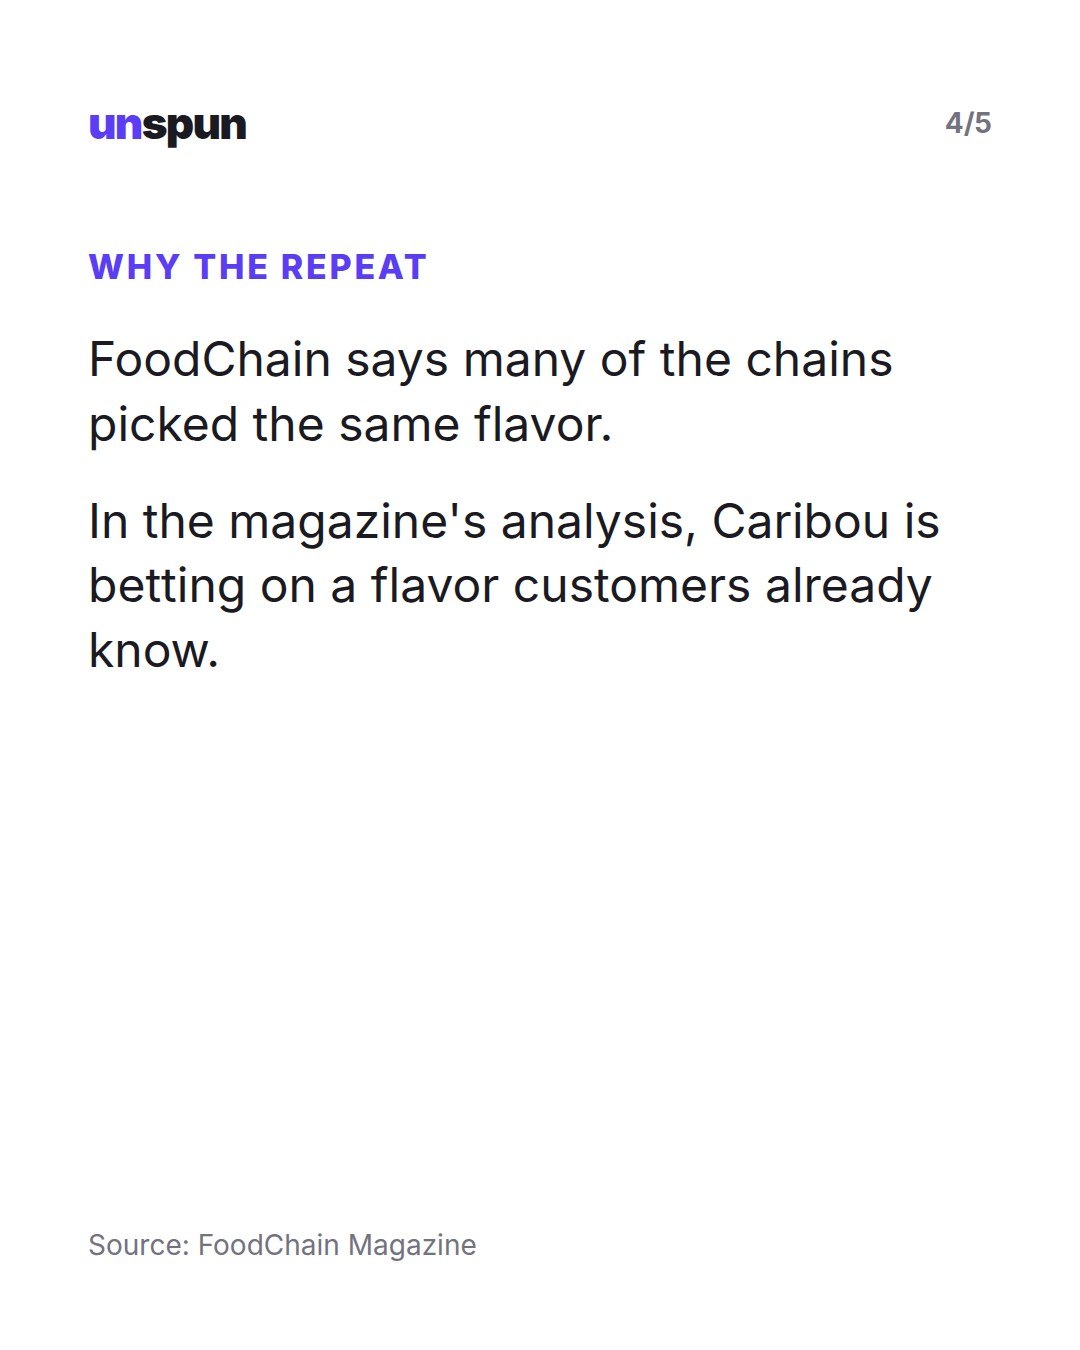 unspun
4/5
WHY THE REPEAT
FoodChain says many of the chains
picked the same flavor.
In the magazine's analysis, Caribou is
betting on a flavor customers already
know.
Source: FoodChain Magazine